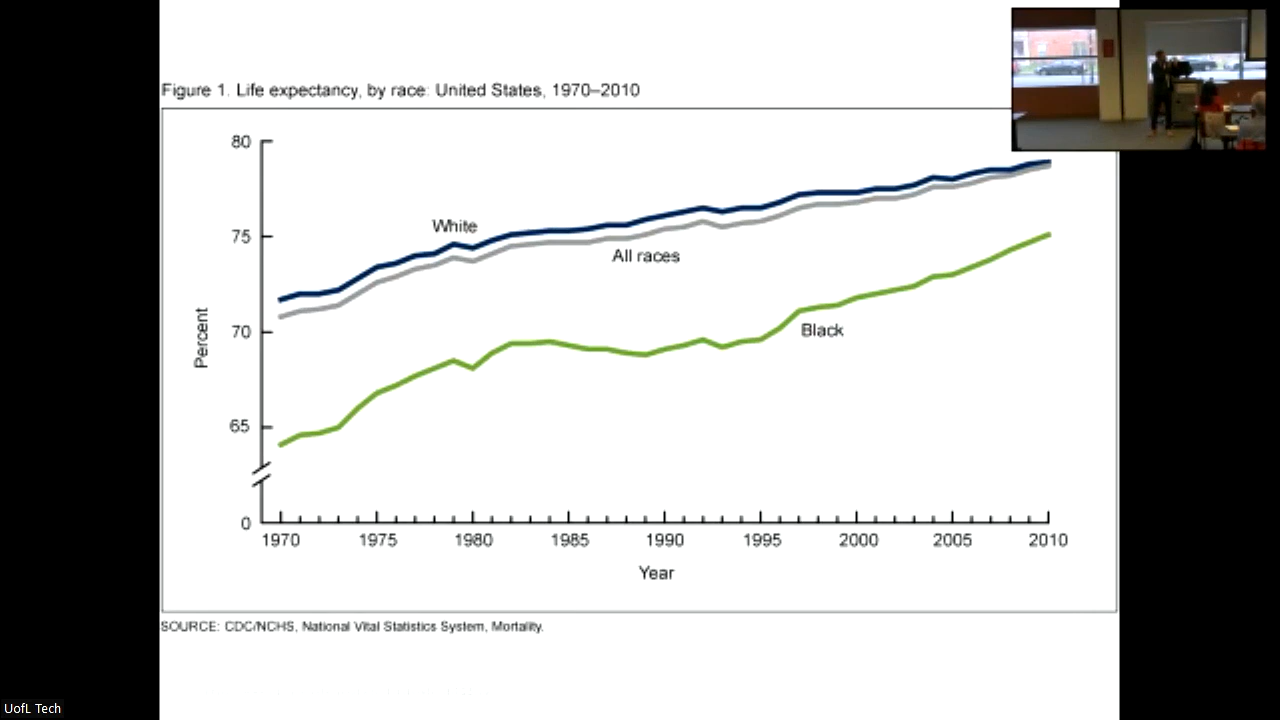 Figure 1. Life expectancy, by race: United States, 1970–2010
80
White
75
All races
Percent
70
Black
65
0
1970 1975 1980 1985 1990 1995 2000 2005 2010
Year
SOURCE: CDC/NCHS, National Vital Statistics System, Mortality.
UofL Tech